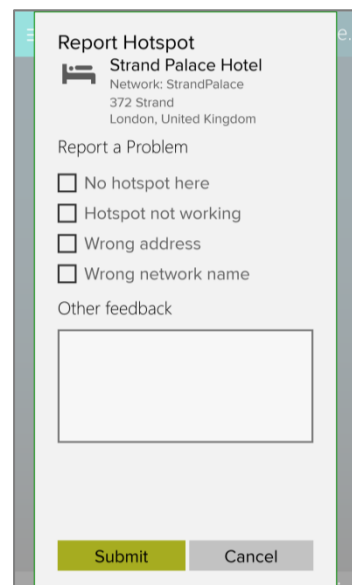 Report Hotspot
Strand Palace Hotel
Network: StrandPalace
372 Strand
London, United Kingdom
Report a Problem
No hotspot here
Hotspot not working
Wrong address
Wrong network name
Other feedback
Submit
Cancel